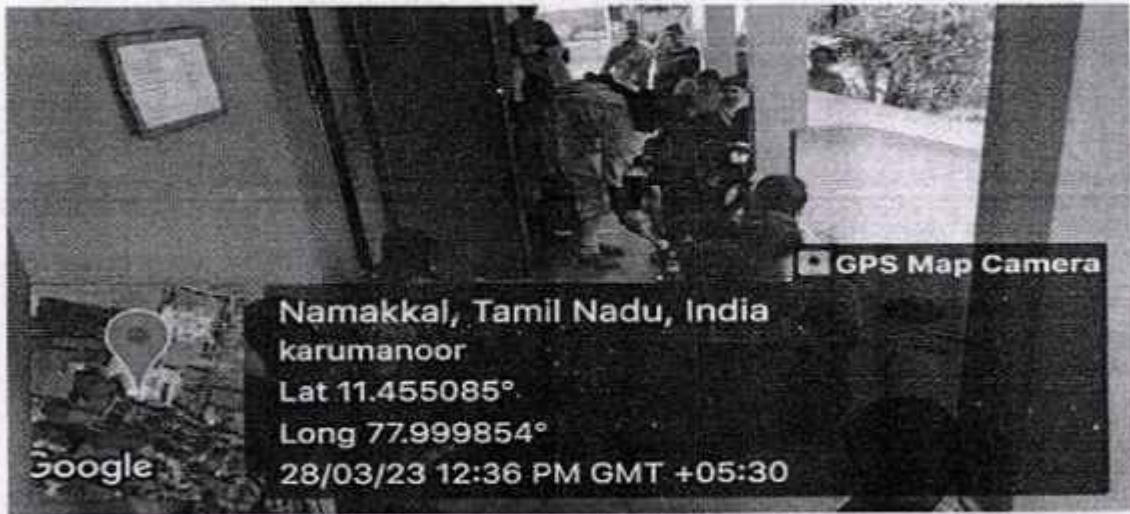 GPS Map Camera
Namakkal, Tamil Nadu, India
karumanoor
Lat 11.455085°
Long 77.999854°
28/03/23 12:36 PM GMT +05:30
Google